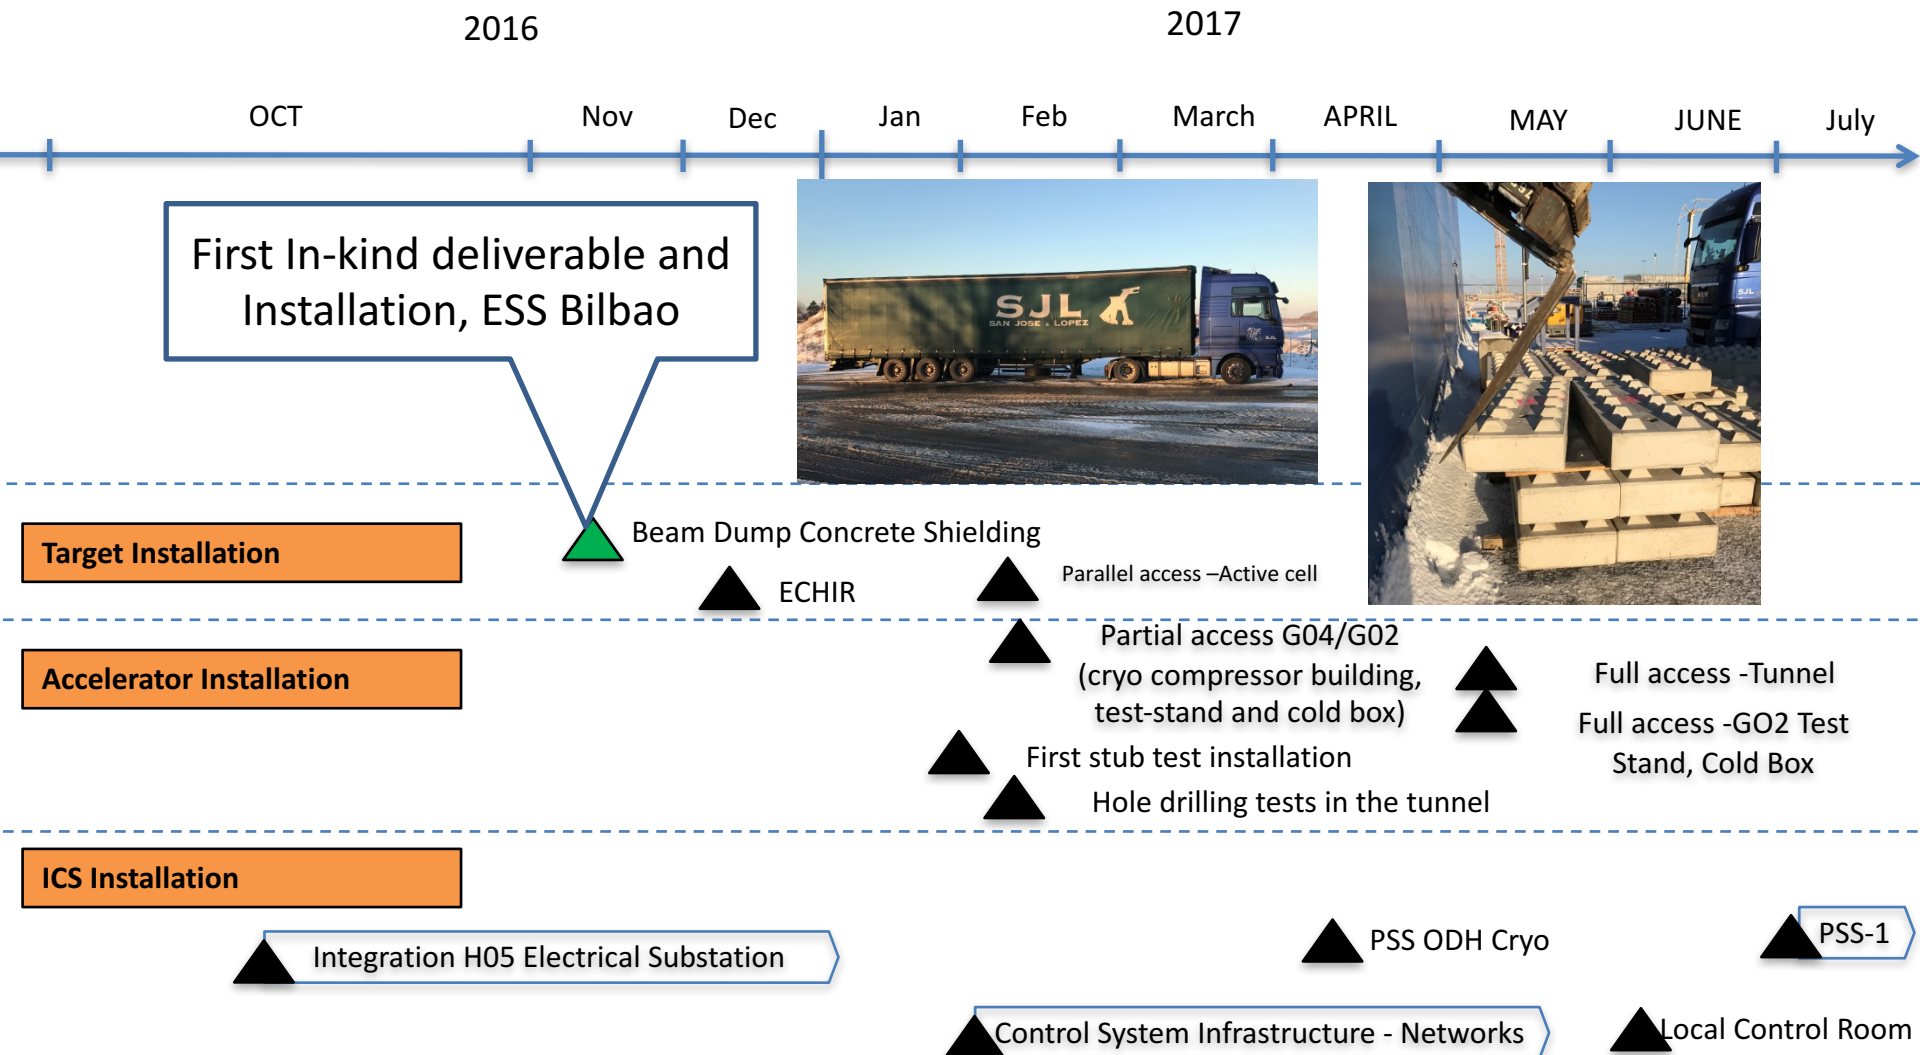 2016
2017
OCT
Nov
Dec
Jan
Feb
March
APRIL
MAY
JUNE
July
First In-kind deliverable and
Installation, ESS Bilbao
SJL
SAN JOSE & LOPEZ
SJL
SJL
Target Installation
Beam Dump Concrete Shielding
ECHIR
Parallel access –Active cell
Accelerator Installation
Partial access G04/G02
(cryo compressor building,
test-stand and cold box)
First stub test installation
Hole drilling tests in the tunnel
Full access -Tunnel
Full access -GO2 Test
Stand, Cold Box
ICS Installation
Integration H05 Electrical Substation
PSS ODH Cryo
PSS-1
Control System Infrastructure - Networks
Local Control Room